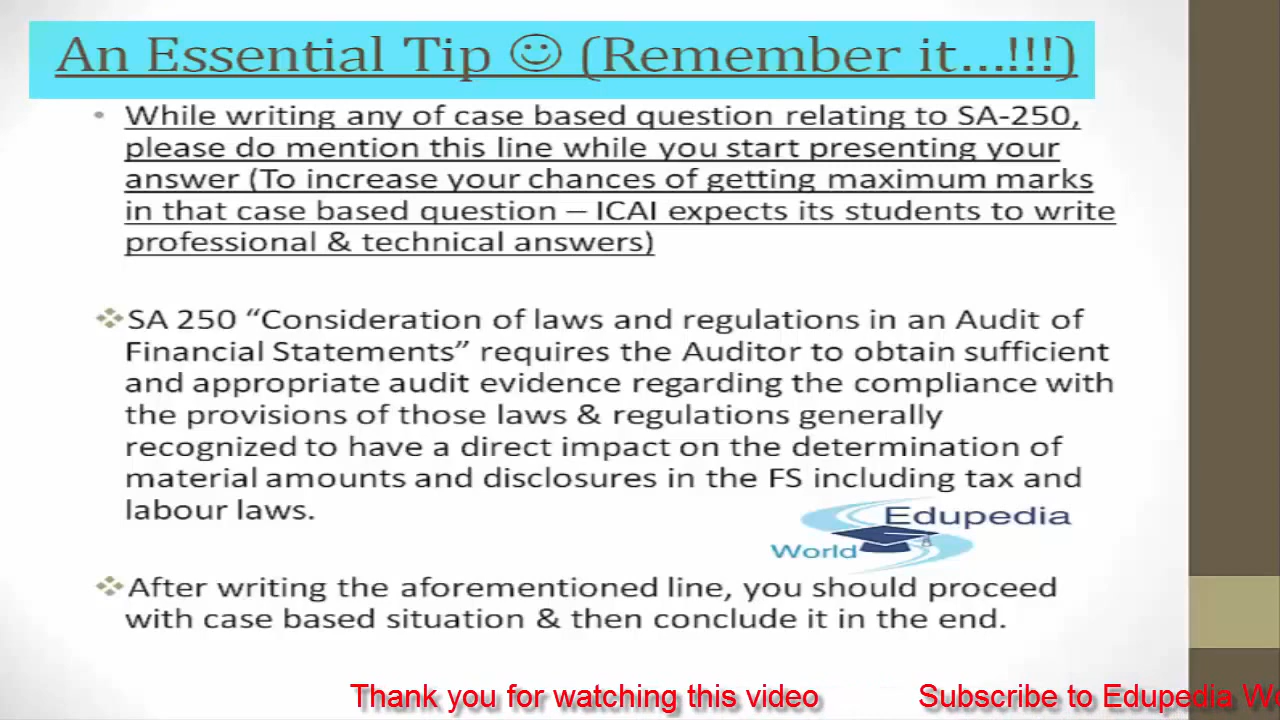 An Essential Tip ☺ (Remember it...!!!)
• While writing any of case based question relating to SA-250,
please do mention this line while you start presenting your
answer (To increase your chances of getting maximum marks
in that case based question – ICAI expects its students to write
professional & technical answers)
❖SA 250 “Consideration of laws and regulations in an Audit of
Financial Statements” requires the Auditor to obtain sufficient
and appropriate audit evidence regarding the compliance with
the provisions of those laws & regulations generally
recognized to have a direct impact on the determination of
material amounts and disclosures in the FS including tax and
labour laws.
Edupedia
World
❖After writing the aforementioned line, you should proceed
with case based situation & then conclude it in the end.
Thank you for watching this video Subscribe to Edupedia